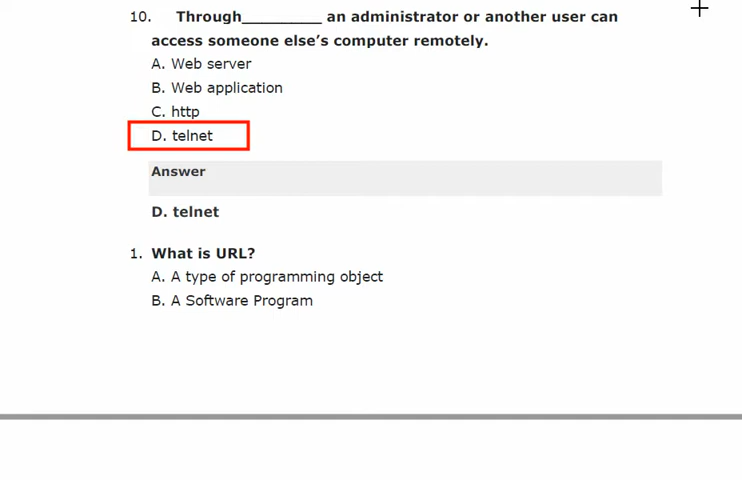 10. Through_________ an administrator or another user can
access someone else’s computer remotely.
A. Web server
B. Web application
C. http
D. telnet
Answer
D. telnet
1. What is URL?
A. A type of programming object
B. A Software Program